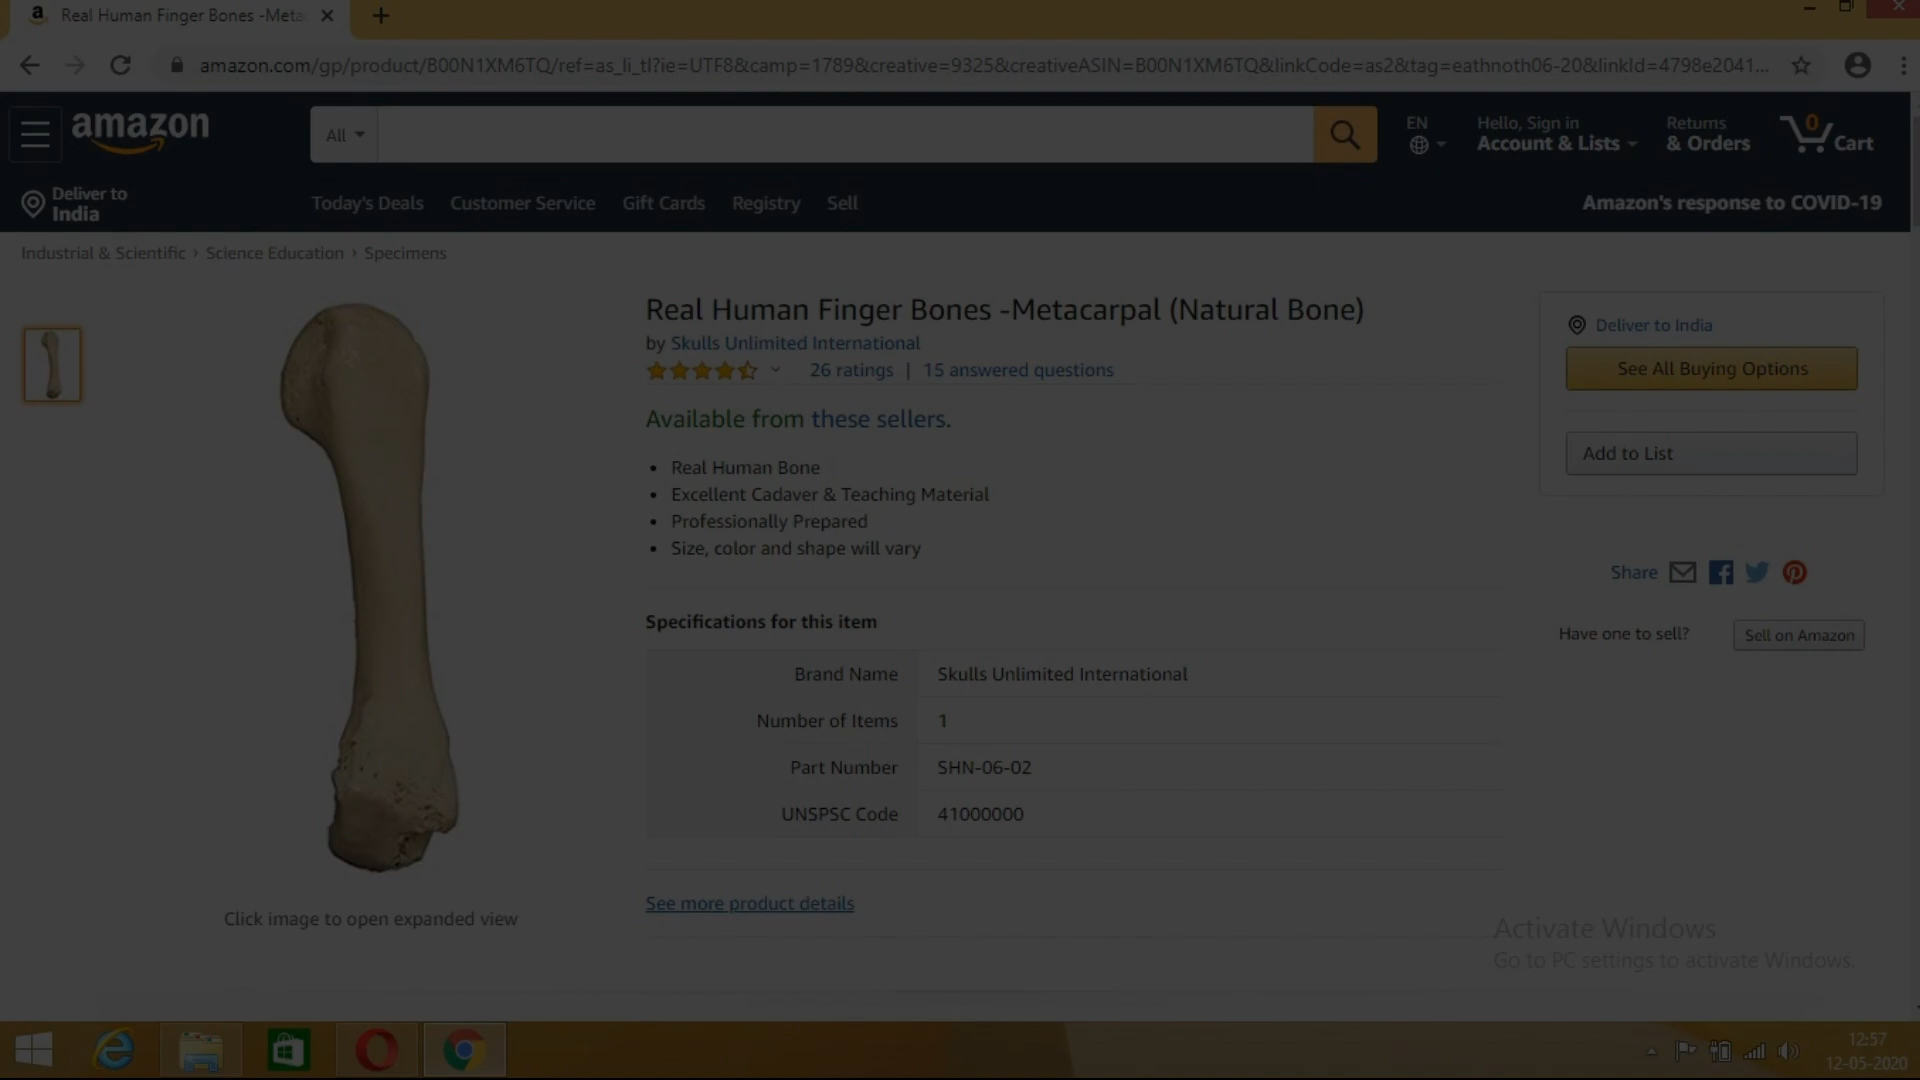 a Real Human Finger Bones -Meta
amazon.com/gp/product/B00N1XM6TQ/ref=as_li_tl?ie=UTF8&camp=1789&creative=9325&creativeASIN=B00N1XM6TQ&linkCode=as2&tag=eathnoth06-20&linkId=4798e2041...
amazon
All
EN
Hello, Sign in
Account & Lists
Returns
& Orders
0
Cart
Deliver to
India
Today's Deals Customer Service Gift Cards Registry Sell
Amazon's response to COVID-19
Industrial & Scientific › Science Education › Specimens
Real Human Finger Bones -Metacarpal (Natural Bone)
by Skulls Unlimited International
26 ratings | 15 answered questions
Available from these sellers.
• Real Human Bone
• Excellent Cadaver & Teaching Material
• Professionally Prepared
• Size, color and shape will vary
Specifications for this item
Brand Name Skulls Unlimited International
Number of Items 1
Part Number SHN-06-02
UNSPSC Code 41000000
See more product details
Click image to open expanded view
Deliver to India
See All Buying Options
Add to List
Share
Have one to sell? Sell on Amazon
Activate Windows
Go to PC settings to activate Windows.
12:57
12-05-2020